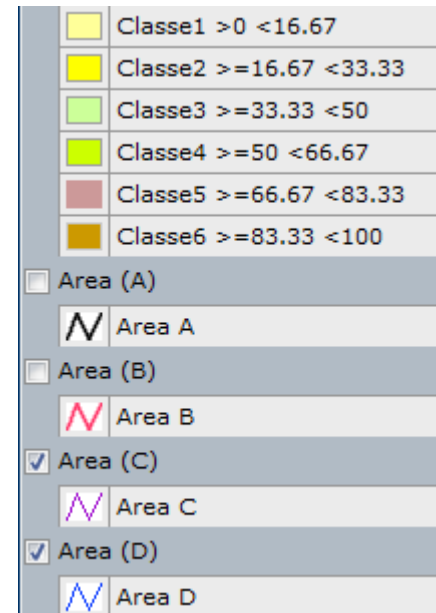 Classe1 >0 <16.67
Classe2 >=16.67 <33.33
Classe3 >=33.33 <50
Classe4 >=50 <66.67
Classe5 >=66.67 <83.33
Classe6 >=83.33 <100
Area (A)
Area A
Area (B)
Area B
Area (C)
Area C
Area (D)
Area D